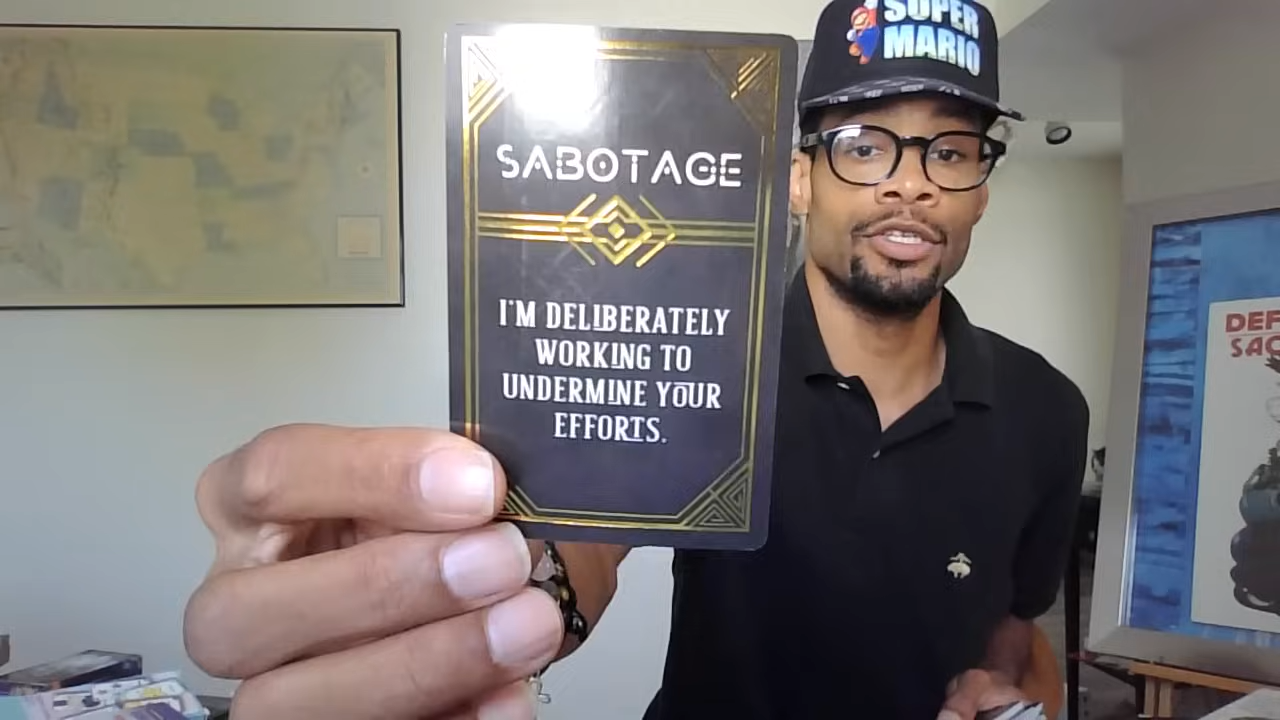 SUPER
MARIO
SABOTAGE
I'M DELIBERATELY
WORKING TO
UNDERMINE YOUR
EFFORTS.